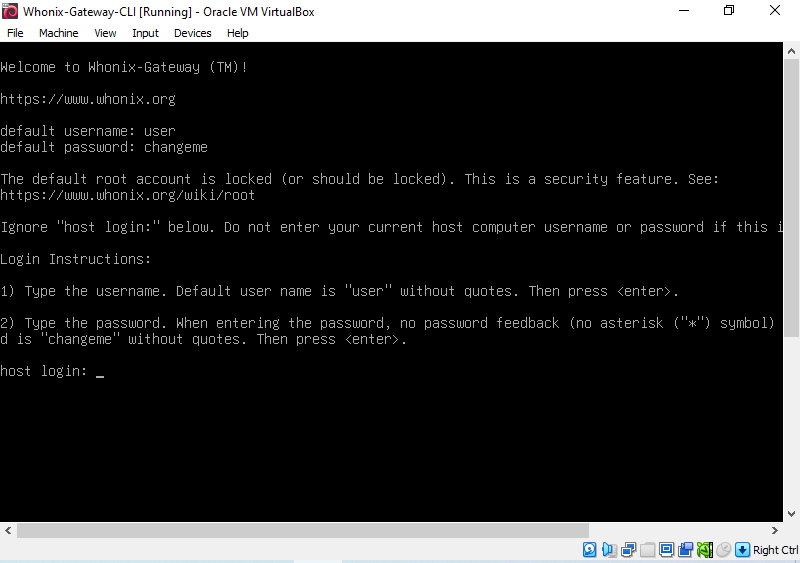 Whonix-Gateway-CLI [Running] - Oracle VM VirtualBox
File Machine View Input Devices Help
Welcome to Whonix-Gateway (TM)!
https://www.whonix.org
default username: user
default password: changeme
The default root account is locked (or should be locked). This is a security feature. See:
https://www.whonix.org/wiki/root
Ignore "host login:" below. Do not enter your current host computer username or password if this i
Login Instructions:
1) Type the username. Default user name is "user" without quotes. Then press <enter>.
2) Type the password. When entering the password, no password feedback (no asterisk ("*") symbol)
d is "changeme" without quotes. Then press <enter>.
host login: _
Right Ctrl